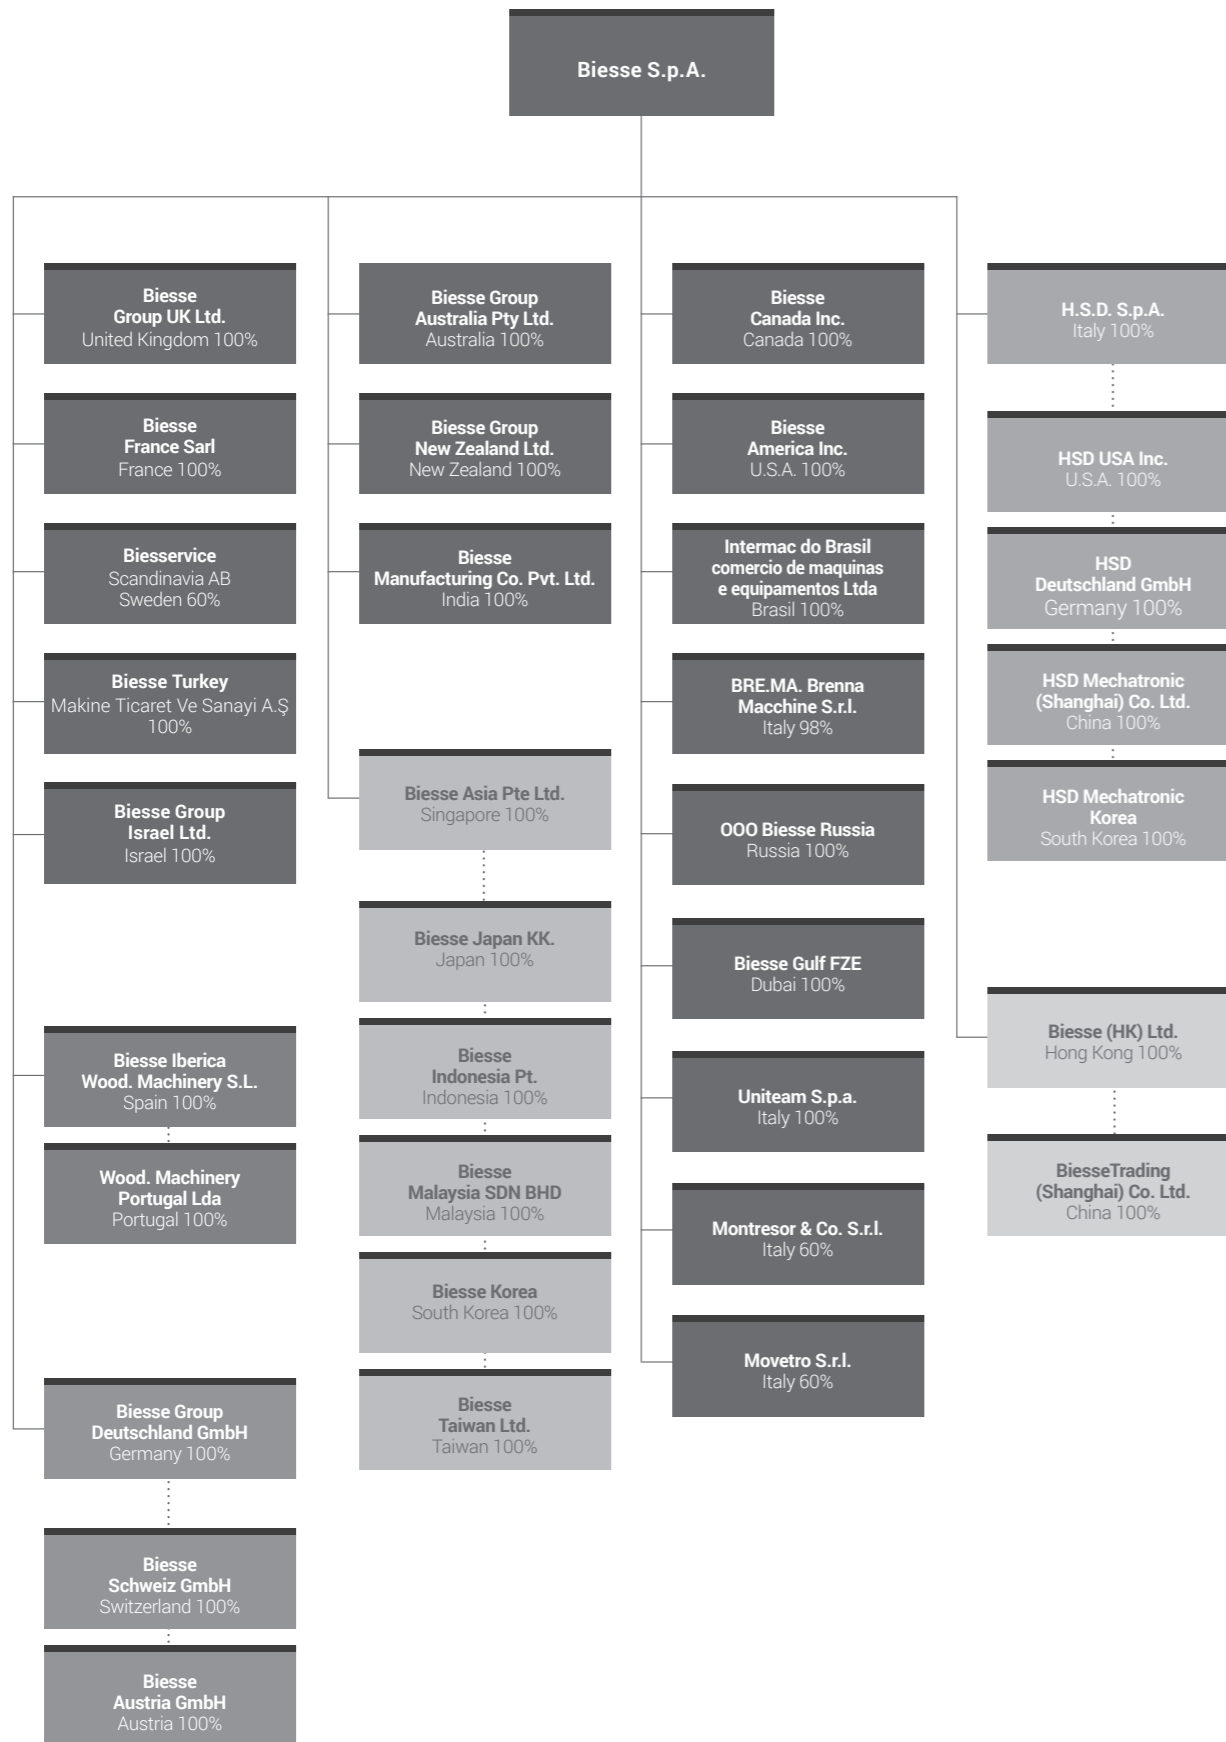 Biesse S.p.A.
Biesse
Group UK Ltd.
United Kingdom 100%
Biesse
France Sarl
France 100%
Biesservice
Scandinavia AB
Sweden 60%
Biesse Turkey
Makine Ticaret Ve Sanayi A.Ş
100%
Biesse Group
Israel Ltd.
Israel 100%
Biesse Iberica
Wood. Machinery S.L.
Spain 100%
Wood. Machinery
Portugal Lda
Portugal 100%
Biesse Group
Deutschland GmbH
Germany 100%
Biesse
Schweiz GmbH
Switzerland 100%
Biesse
Austria GmbH
Austria 100%
Biesse Group
Australia Pty Ltd.
Australia 100%
Biesse Group
New Zealand Ltd.
New Zealand 100%
Biesse
Manufacturing Co. Pvt. Ltd.
India 100%
Biesse Asia Pte Ltd.
Singapore 100%
Biesse Japan KK.
Japan 100%
Biesse
Indonesia Pt.
Indonesia 100%
Biesse
Malaysia SDN BHD
Malaysia 100%
Biesse Korea
South Korea 100%
Biesse
Taiwan Ltd.
Taiwan 100%
Biesse
Canada Inc.
Canada 100%
Biesse
America Inc.
U.S.A. 100%
Intermac do Brasil
comercio de maquinas
e equipamentos Ltda
Brasil 100%
BRE.MA. Brenna
Macchine S.r.l.
Italy 98%
OOO Biesse Russia
Russia 100%
Biesse Gulf FZE
Dubai 100%
Uniteam S.p.a.
Italy 100%
Montresor & Co. S.r.l.
Italy 60%
Movetro S.r.l.
Italy 60%
H.S.D. S.p.A.
Italy 100%
HSD USA Inc.
U.S.A. 100%
HSD
Deutschland GmbH
Germany 100%
HSD Mechatronic
(Shanghai) Co. Ltd.
China 100%
HSD Mechatronic
Korea
South Korea 100%
Biesse (HK) Ltd.
Hong Kong 100%
BiesseTrading
(Shanghai) Co. Ltd.
China 100%